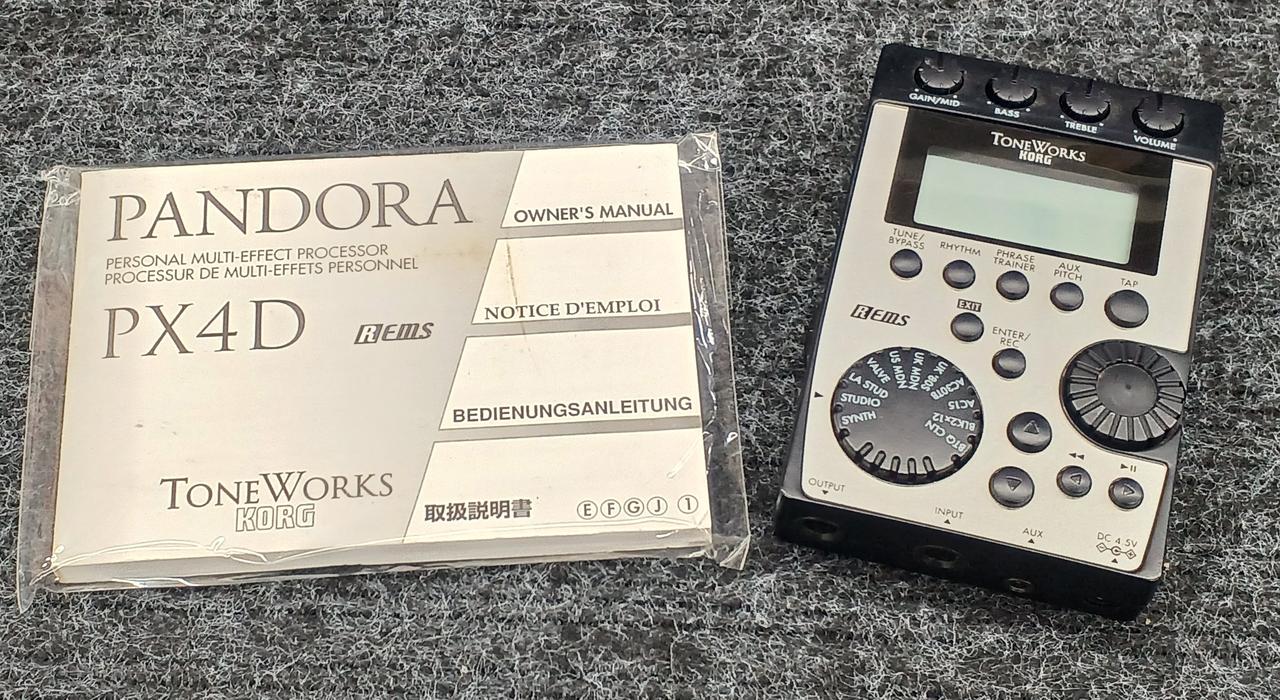 PANDORA
PERSONAL MULTI-EFFECT PROCESSOR
PROCESSUR DE MULTI-EFFETS PERSONNEL
PX4D
REMS
TONEWORKS
KORG
OWNER'S MANUAL
NOTICE D'EMPLOI
BEDIENUNGSANLEITUNG
取扱説明書 Ⓔ Ⓕ Ⓖ Ⓙ ①
GAIN/MID BASS TREBLE VOLUME
TONEWORKS
KORG
TUNE/
BYPASS
RHYTHM
PHRASE
TRAINER
AUX
PITCH
TAP
REMS
EXIT
ENTER/
REC
SYNTH
STUDIO
LA STUD
VALVE
US MDN
UK MDN
UK '80S
AC30TB
AC15
BLK2x12
BTQ CLN
OUTPUT
INPUT
AUX
DC 4.5V